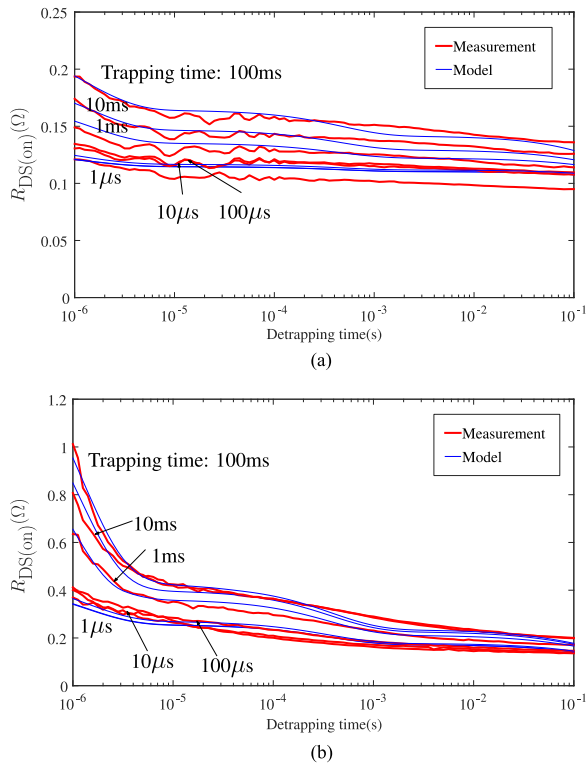 0.25
0.2
0.15
0.1
0.05
0
R_DS(on)(Ω)
Trapping time: 100ms
10ms
1ms
1μs
10μs
100μs
Measurement
Model
10^-6
10^-5
10^-4
10^-3
10^-2
10^-1
Detrapping time(s)
(a)
1.2
1
0.8
0.6
0.4
0.2
0
R_DS(on)(Ω)
Trapping time: 100ms
10ms
1ms
1μs
10μs
100μs
Measurement
Model
10^-6
10^-5
10^-4
10^-3
10^-2
10^-1
Detrapping time(s)
(b)